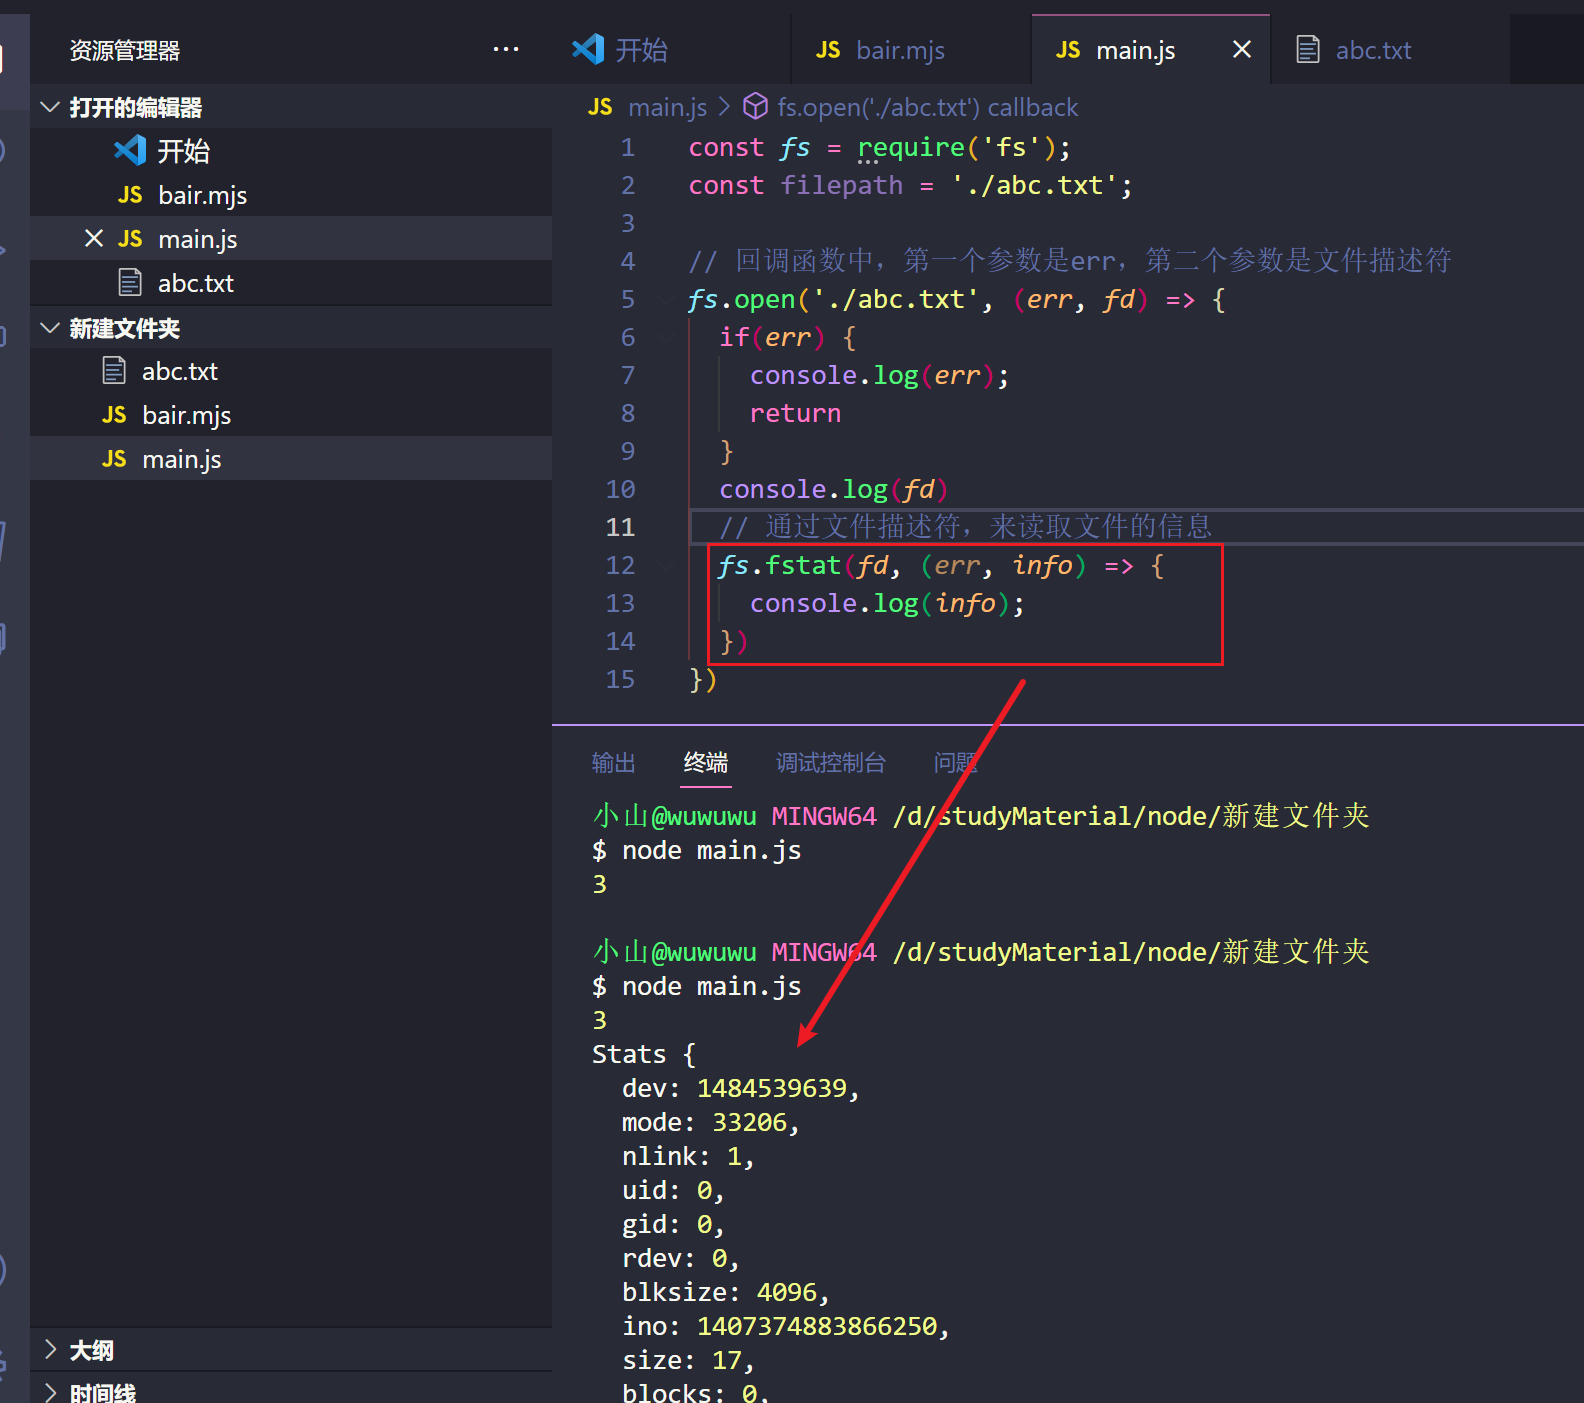 资源管理器 ...
打开的编辑器
开始
JS bair.mjs
JS main.js
abc.txt
新建文件夹
abc.txt
JS bair.mjs
JS main.js
大纲
时间线
开始
JS bair.mjs
JS main.js
abc.txt
JS main.js > fs.open('./abc.txt') callback
1 const fs = require('fs');
2 const filepath = './abc.txt';
3
4 // 回调函数中，第一个参数是err，第二个参数是文件描述符
5 fs.open('./abc.txt', (err, fd) => {
6 if(err) {
7 console.log(err);
8 return
9 }
10 console.log(fd)
11 // 通过文件描述符，来读取文件的信息
12 fs.fstat(fd, (err, info) => {
13 console.log(info);
14 })
15 })
输出 终端 调试控制台 问题
小山@wuwuwu MINGW64 /d/studyMaterial/node/新建文件夹
$ node main.js
3
小山@wuwuwu MINGW64 /d/studyMaterial/node/新建文件夹
$ node main.js
3
Stats {
dev: 1484539639,
mode: 33206,
nlink: 1,
uid: 0,
gid: 0,
rdev: 0,
blksize: 4096,
ino: 1407374883866250,
size: 17,
blocks: 0,